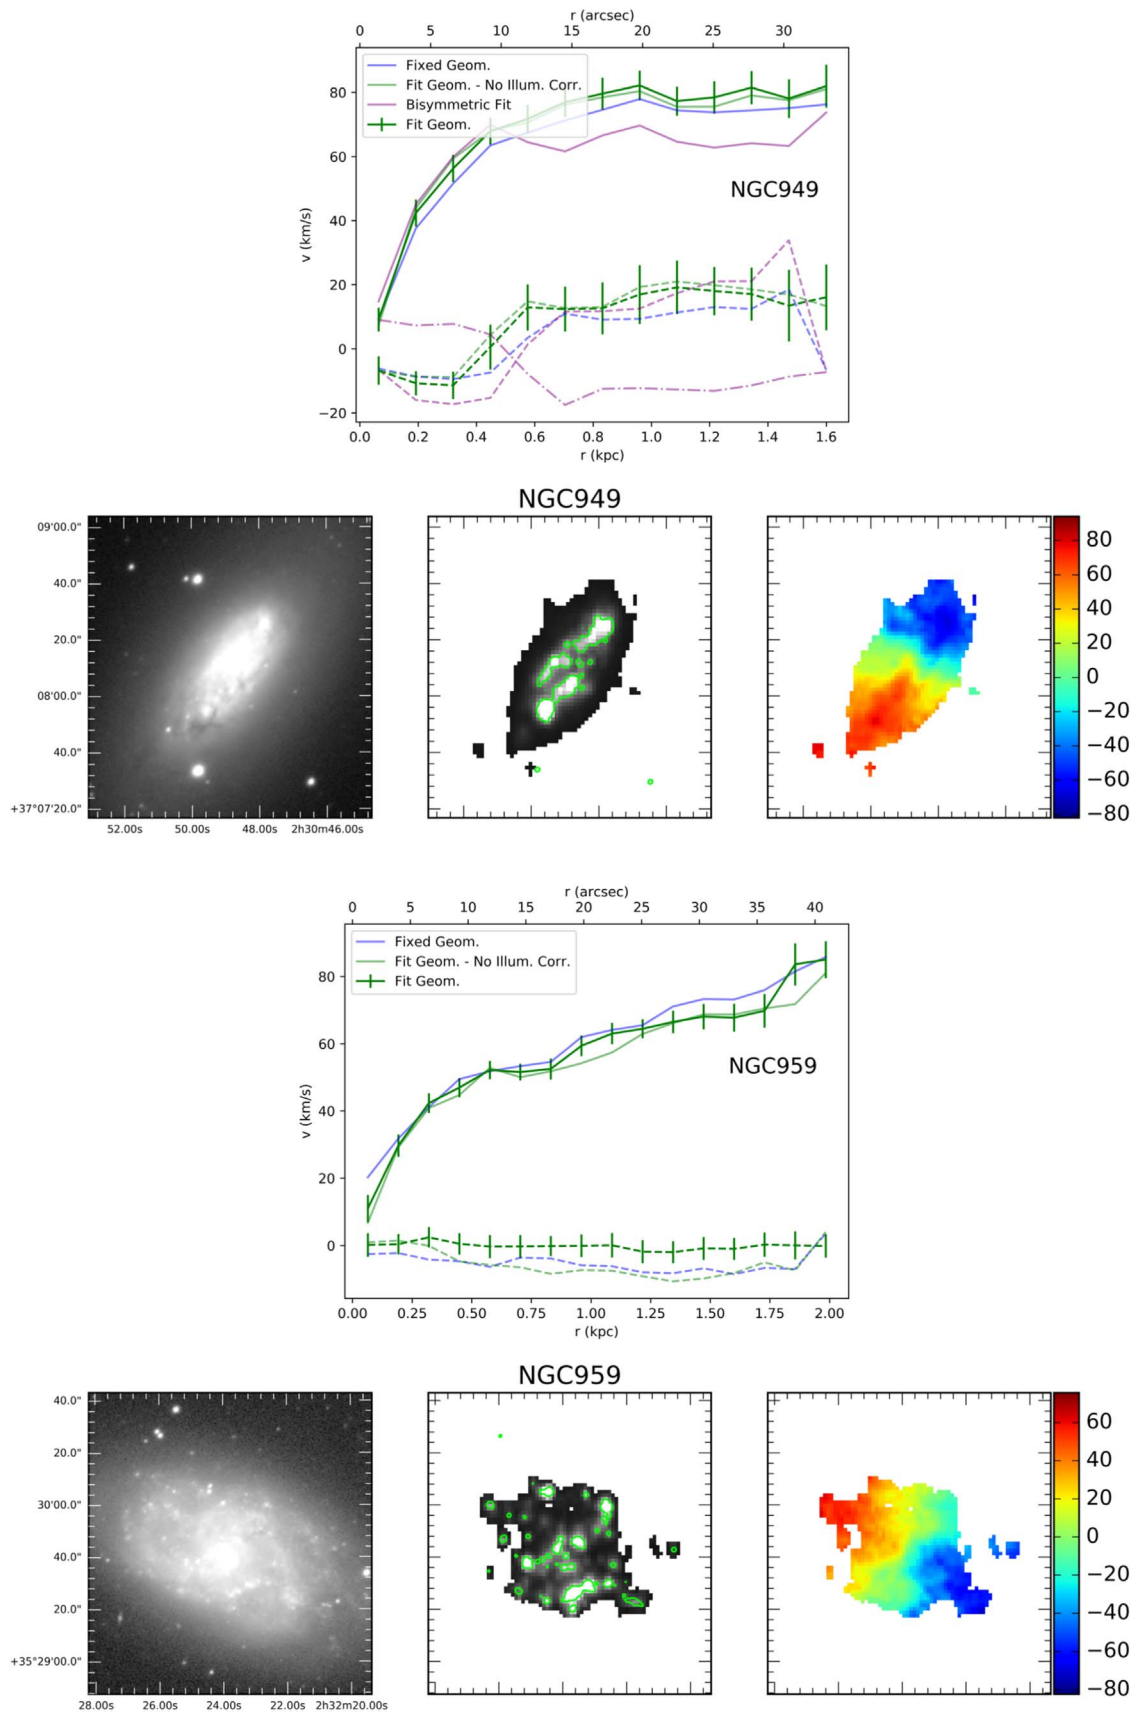 r (arcsec)
0 5 10 15 20 25 30
Fixed Geom.
Fit Geom. - No Illum. Corr.
Bisymmetric Fit
Fit Geom.
NGC949
v (km/s)
80
60
40
20
0
−20
0.0 0.2 0.4 0.6 0.8 1.0 1.2 1.4 1.6
r (kpc)
NGC949
09'00.0"
40.0"
20.0"
08'00.0"
40.0"
+37°07'20.0"
52.00s 50.00s 48.00s 2h30m46.00s
80
60
40
20
0
−20
−40
−60
−80
r (arcsec)
0 5 10 15 20 25 30 35 40
Fixed Geom.
Fit Geom. - No Illum. Corr.
Fit Geom.
NGC959
v (km/s)
80
60
40
20
0
0.00 0.25 0.50 0.75 1.00 1.25 1.50 1.75 2.00
r (kpc)
NGC959
40.0"
20.0"
30'00.0"
40.0"
20.0"
+35°29'00.0"
28.00s 26.00s 24.00s 22.00s 2h32m20.00s
60
40
20
0
−20
−40
−60
−80